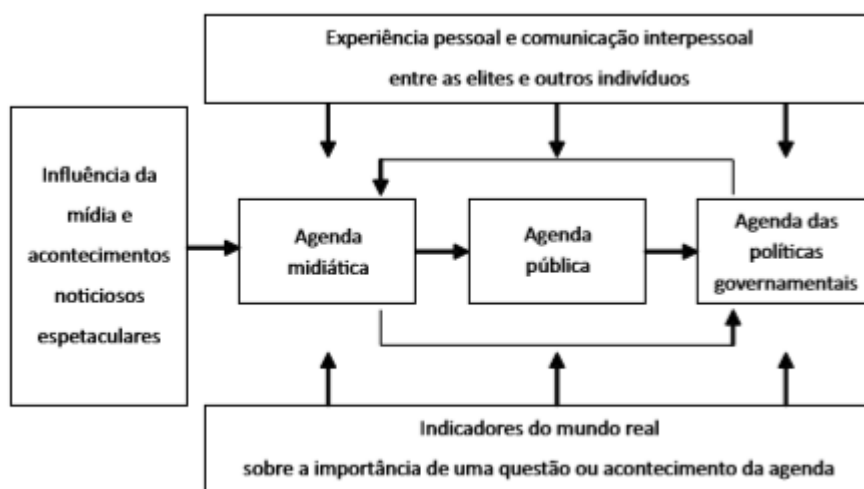 Experiência pessoal e comunicação interpessoal
entre as elites e outros indivíduos
Influência da
mídia e
acontecimentos
noticiosos
espetaculares
Agenda
midiática
Agenda
pública
Agenda das
políticas
governamentais
Indicadores do mundo real
sobre a importância de uma questão ou acontecimento da agenda